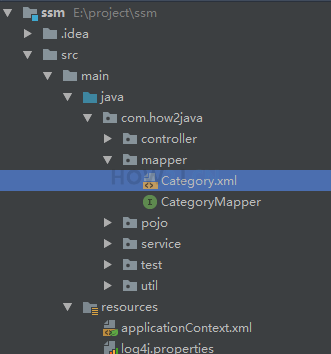 ssm E:\project\ssm
.idea
src
main
java
com.how2java
controller
mapper
Category.xml
CategoryMapper
pojo
service
test
util
resources
applicationContext.xml
log4j.properties